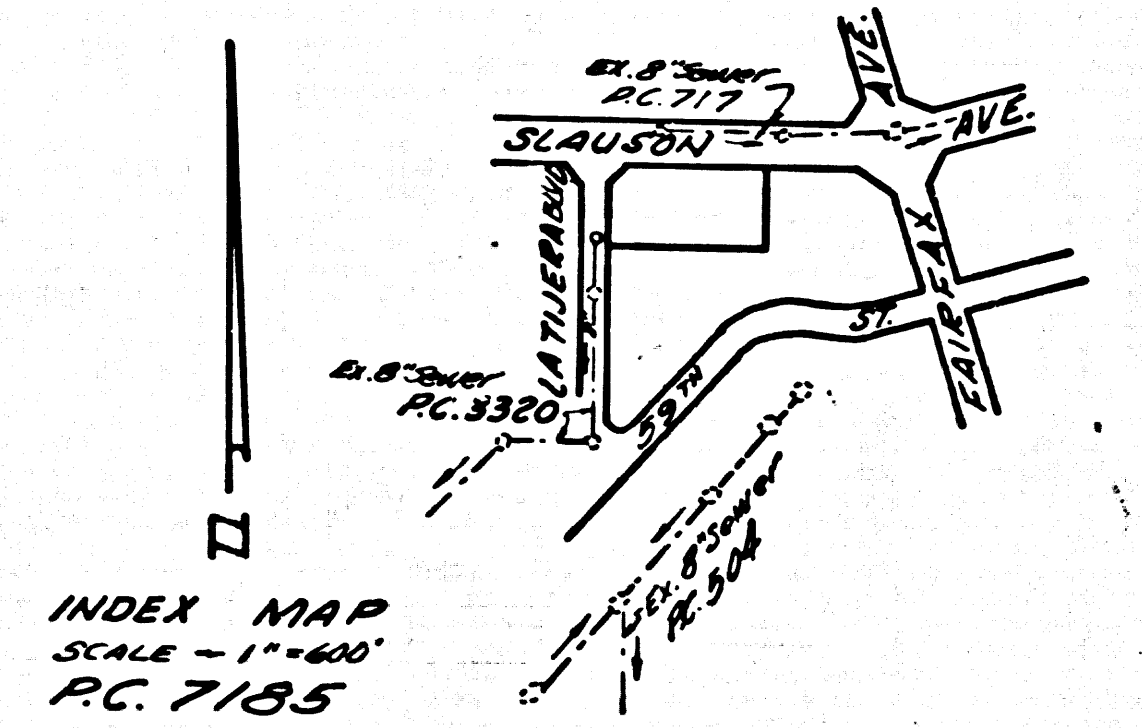 EX. 8" Sewer
P.C. 717
AVE.
SLAUSON AVE.
LA TIJERA BLVD
FAIRFAX
59TH ST.
Ex. 8" Sewer
P.C. 3320
EX. 8" Sewer
P.C. 504
N
INDEX MAP
SCALE - 1" = 600'
P.C. 7185